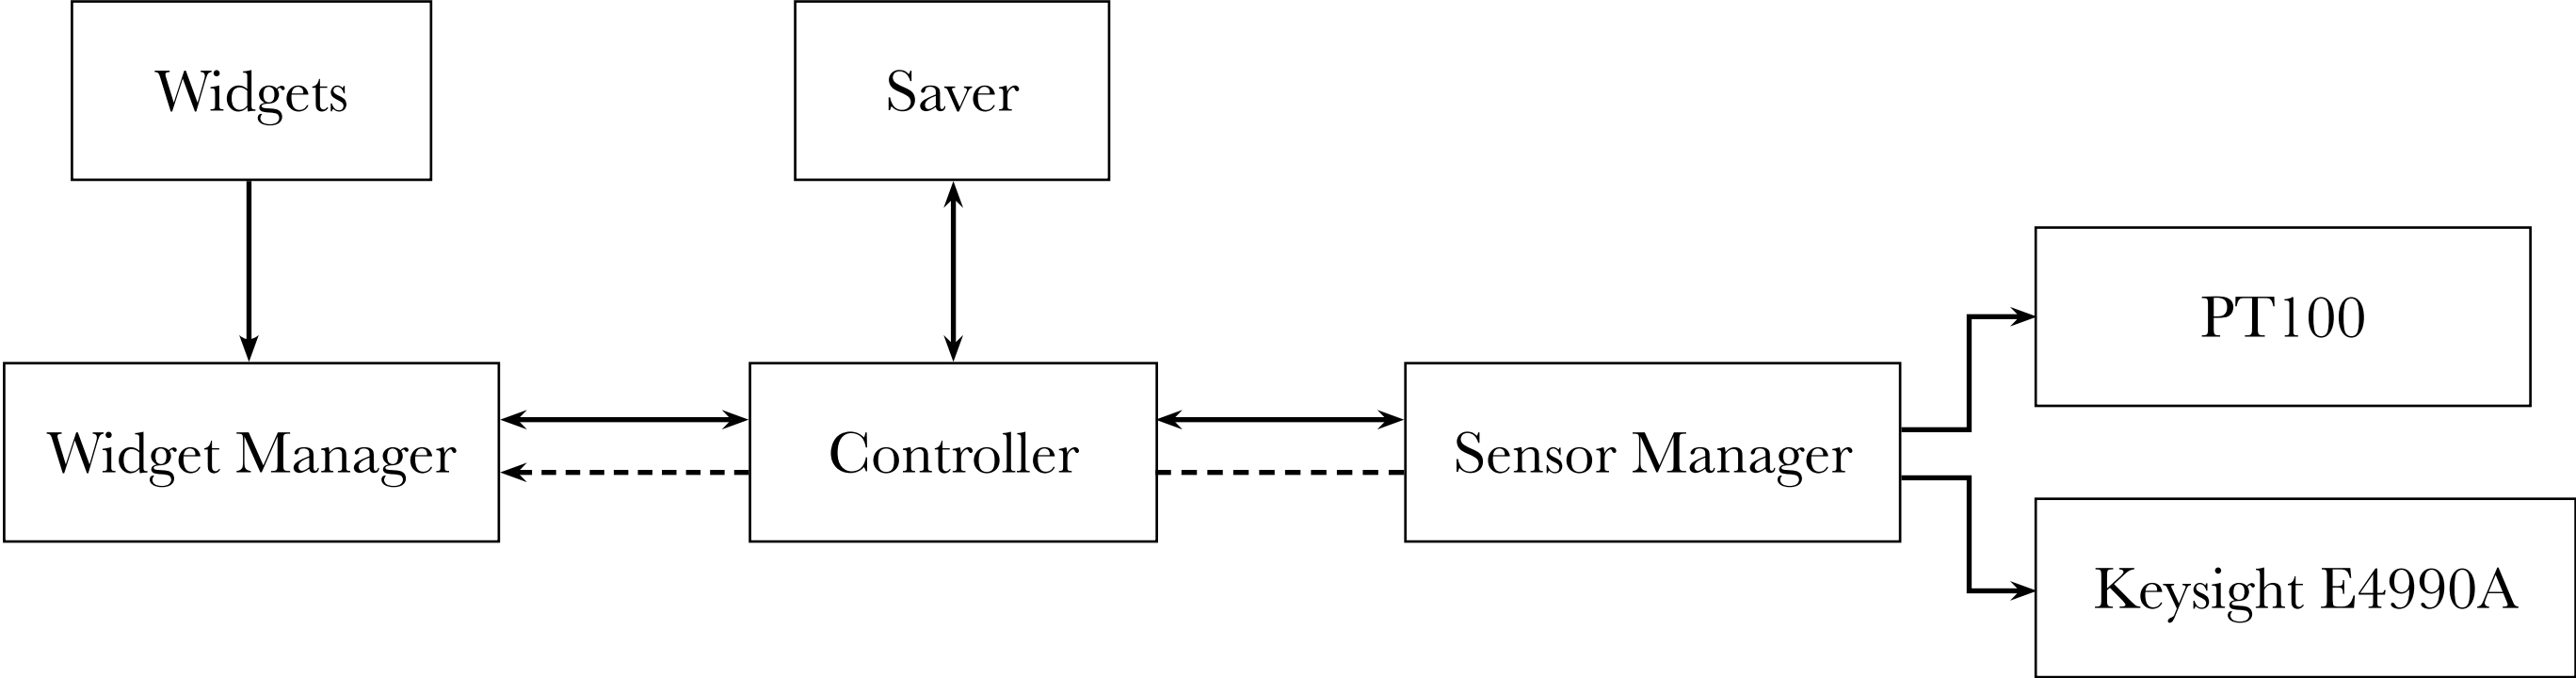 Widgets
Saver
PT100
Widget Manager
Controller
Sensor Manager
Keysight E4990A